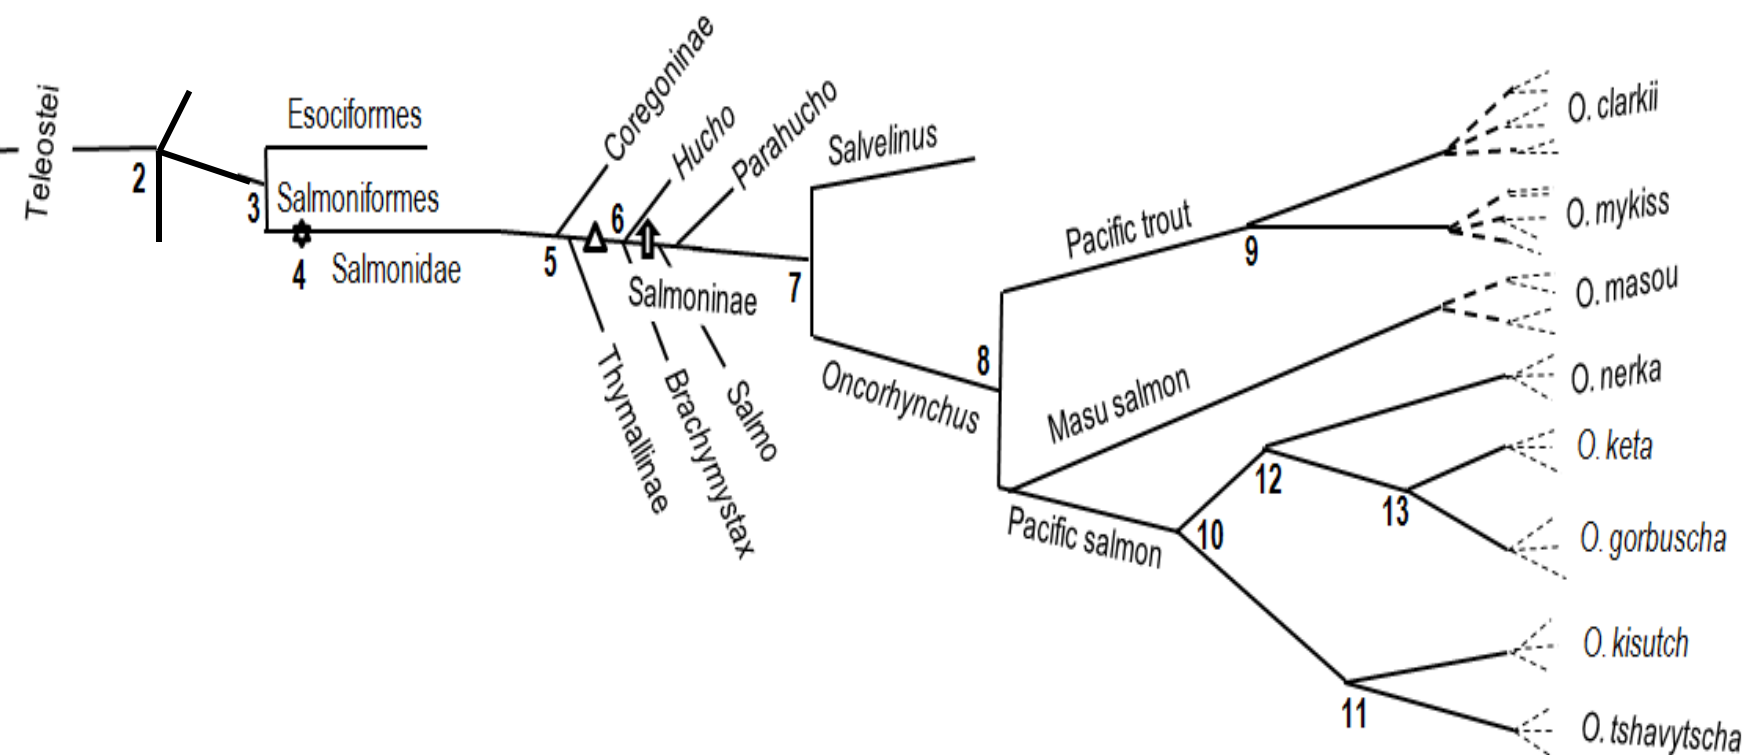 Teleostei
2
Esociformes
3
Salmoniformes
4
Salmonidae
5
Coregoninae
6
Hucho
Parahucho
Salmoninae
Thymallinae
Brachymystax
Salmo
7
Salvelinus
Oncorhynchus
8
Pacific trout
9
Masu salmon
Pacific salmon
10
12
13
11
O. clarkii
O. mykiss
O. masou
O. nerka
O. keta
O. gorbuscha
O. kisutch
O. tshavytscha